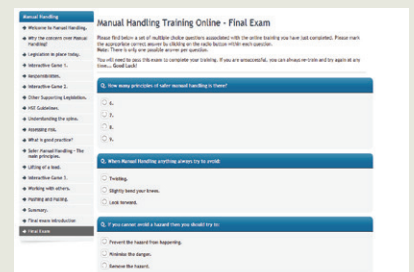 Manual Handling
Welcome to Manual Handling.
Why the concern over Manual
Handling?
Legislation in place today.
Interactive Game 1.
Responsibilities.
Interactive Game 2.
Other Supporting Legislation.
HSE Guidelines.
Understanding the spine.
Assessing risk.
What is good practice?
Safer Manual Handling - The
main principles.
Lifting of a load.
Interactive Game 3.
Working with others.
Pushing and Pulling.
Summary.
Final exam introduction
Final Exam
Manual Handling Training Online - Final Exam
Please find below a set of multiple choice questions associated with the online training you have just completed. Please mark
the appropriate correct answer by clicking on the radio button within each question.
Note: There is only one possible answer per question.
You will need to pass this exam to complete your training. If you are unsuccessful, you can always re-train and try again at any
time... Good Luck!
Q. How many principles of safer manual handling is there?
6.
7.
8.
9.
Q. When Manual Handling anything always try to avoid:
Twisting.
Slightly bend your knees.
Look forward.
Q. If you cannot avoid a hazard then you should try to:
Prevent the hazard from happening.
Minimise the danger.
Remove the hazard.